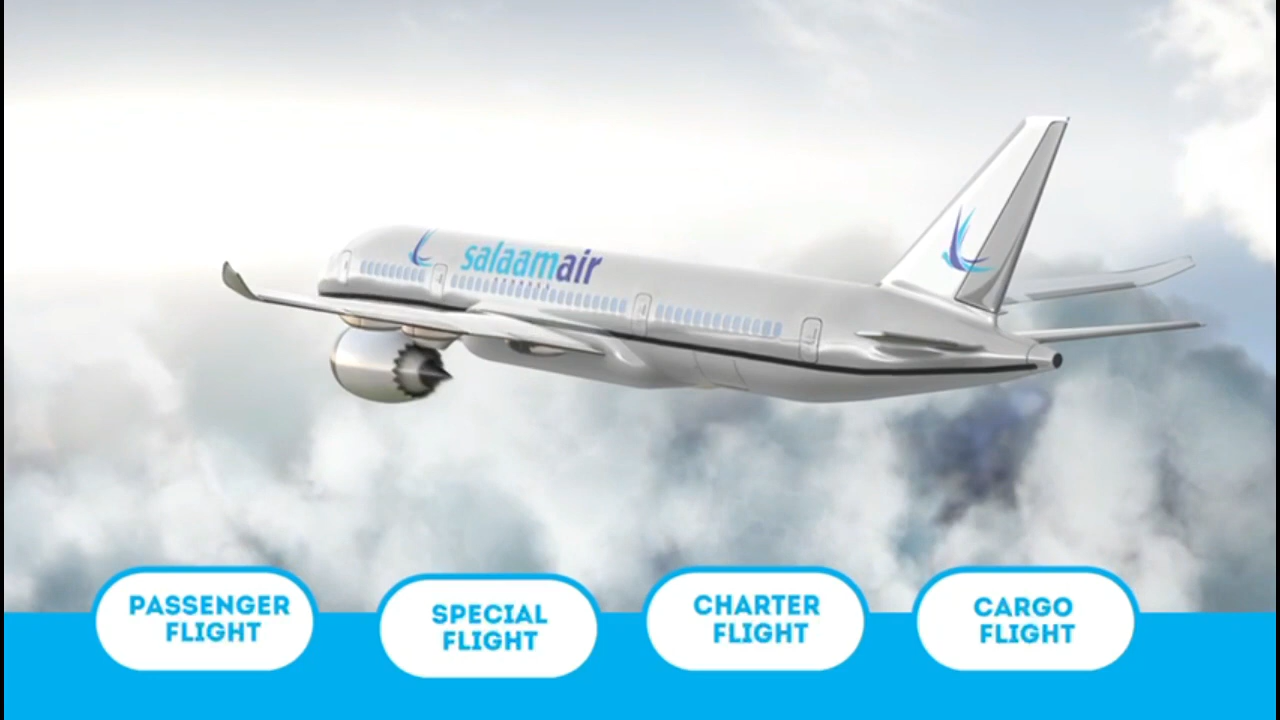 salaamair
PASSENGER
FLIGHT
SPECIAL
FLIGHT
CHARTER
FLIGHT
CARGO
FLIGHT